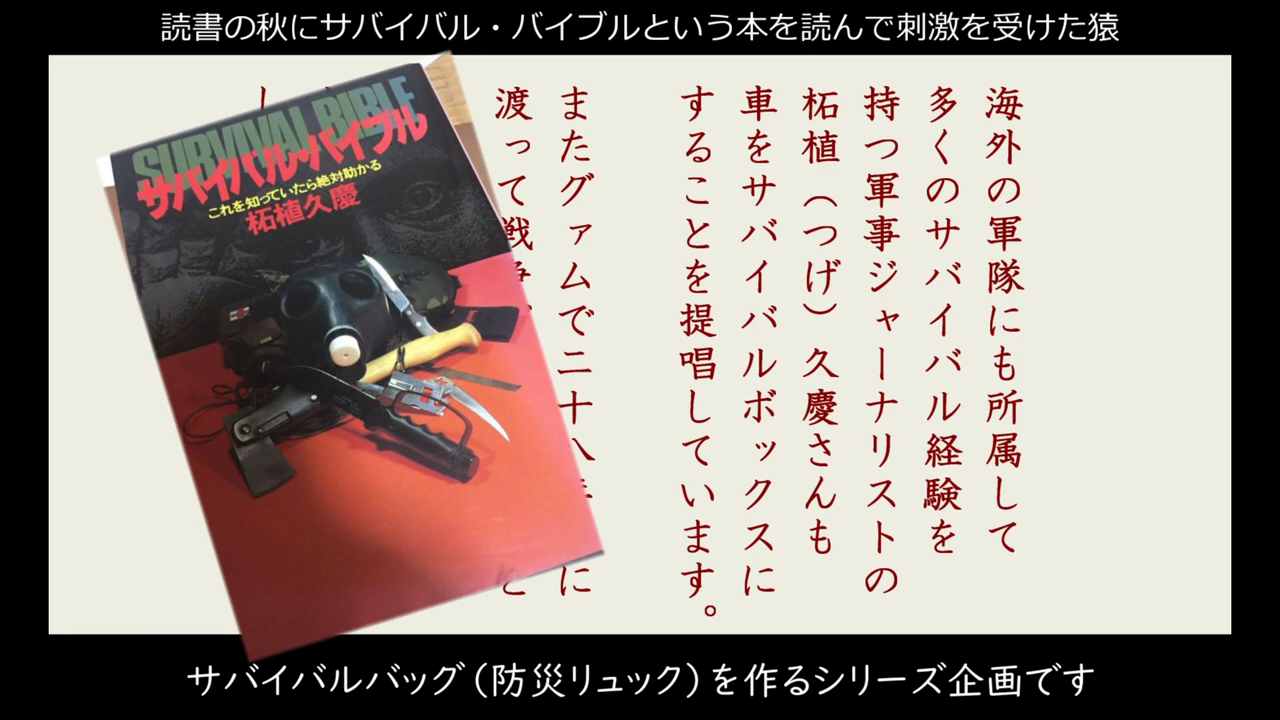 読書の秋にサバイバル・バイブルという本を読んで刺激を受けた猿
海外の軍隊にも所属して
多くのサバイバル経験を
持つ軍事ジャーナリストの
柘植（つげ）久慶さんも
車をサバイバルボックスに
することを提唱しています。
またグァムで二十八年に
渡って戦争
SURVIVAL BIBLE
サバイバル・バイブル
これを知っていたら絶対助かる
柘植久慶
サバイバルバッグ（防災リュック）を作るシリーズ企画です